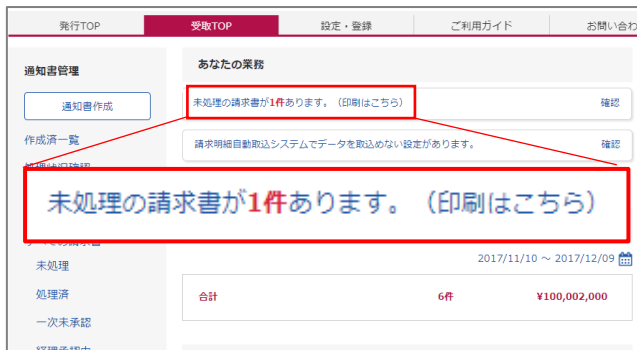 発行TOP
受取TOP
設定・登録
ご利用ガイド
お問い合わ
通知書管理
通知書作成
作成済一覧
あなたの業務
未処理の請求書が1件あります。（印刷はこちら）
確認
請求明細自動取込システムでデータを取込めない設定があります。
確認
未処理の請求書が1件あります。（印刷はこちら）
未処理
処理済
一次未承認
2017/11/10 ～ 2017/12/09
合計
6件
¥100,002,000